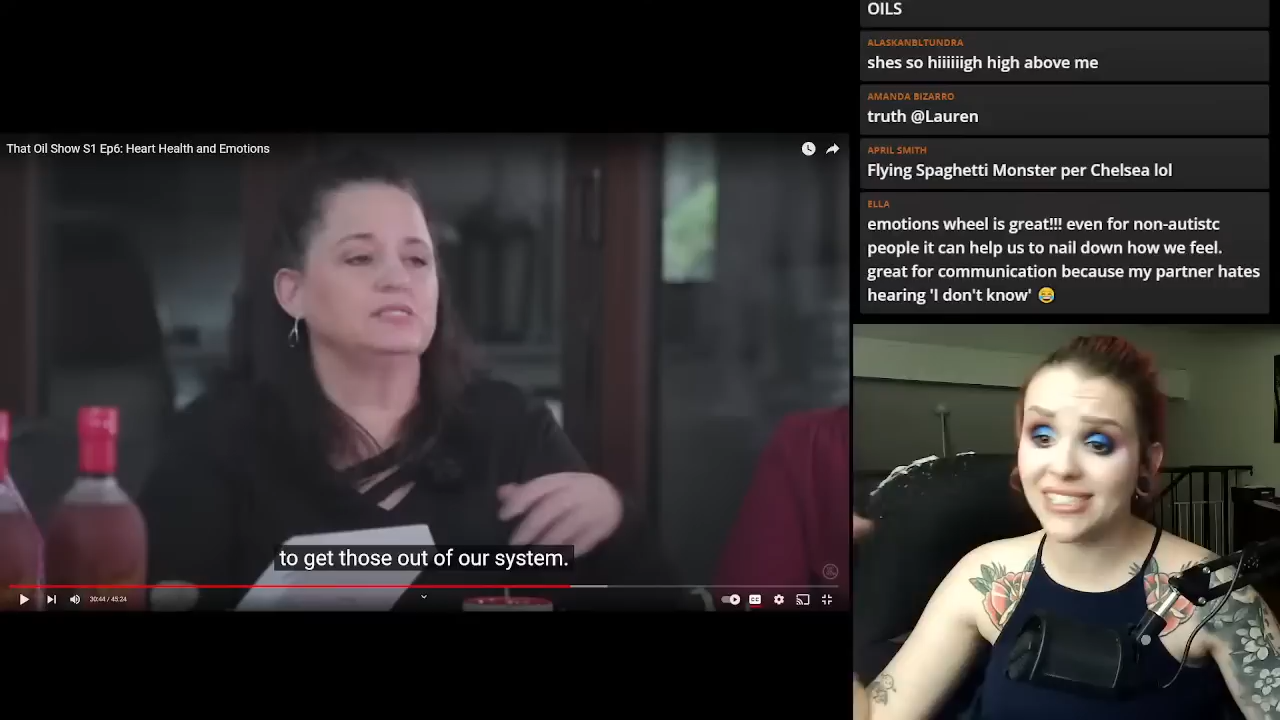 That Oil Show S1 Ep6: Heart Health and Emotions
to get those out of our system.
30:44 / 45:24
OILS
ALASKANBLTUNDRA
shes so hiiiiiigh high above me
AMANDA BIZARRO
truth @Lauren
APRIL SMITH
Flying Spaghetti Monster per Chelsea lol
ELLA
emotions wheel is great!!! even for non-autistc
people it can help us to nail down how we feel.
great for communication because my partner hates
hearing 'I don't know' 😂